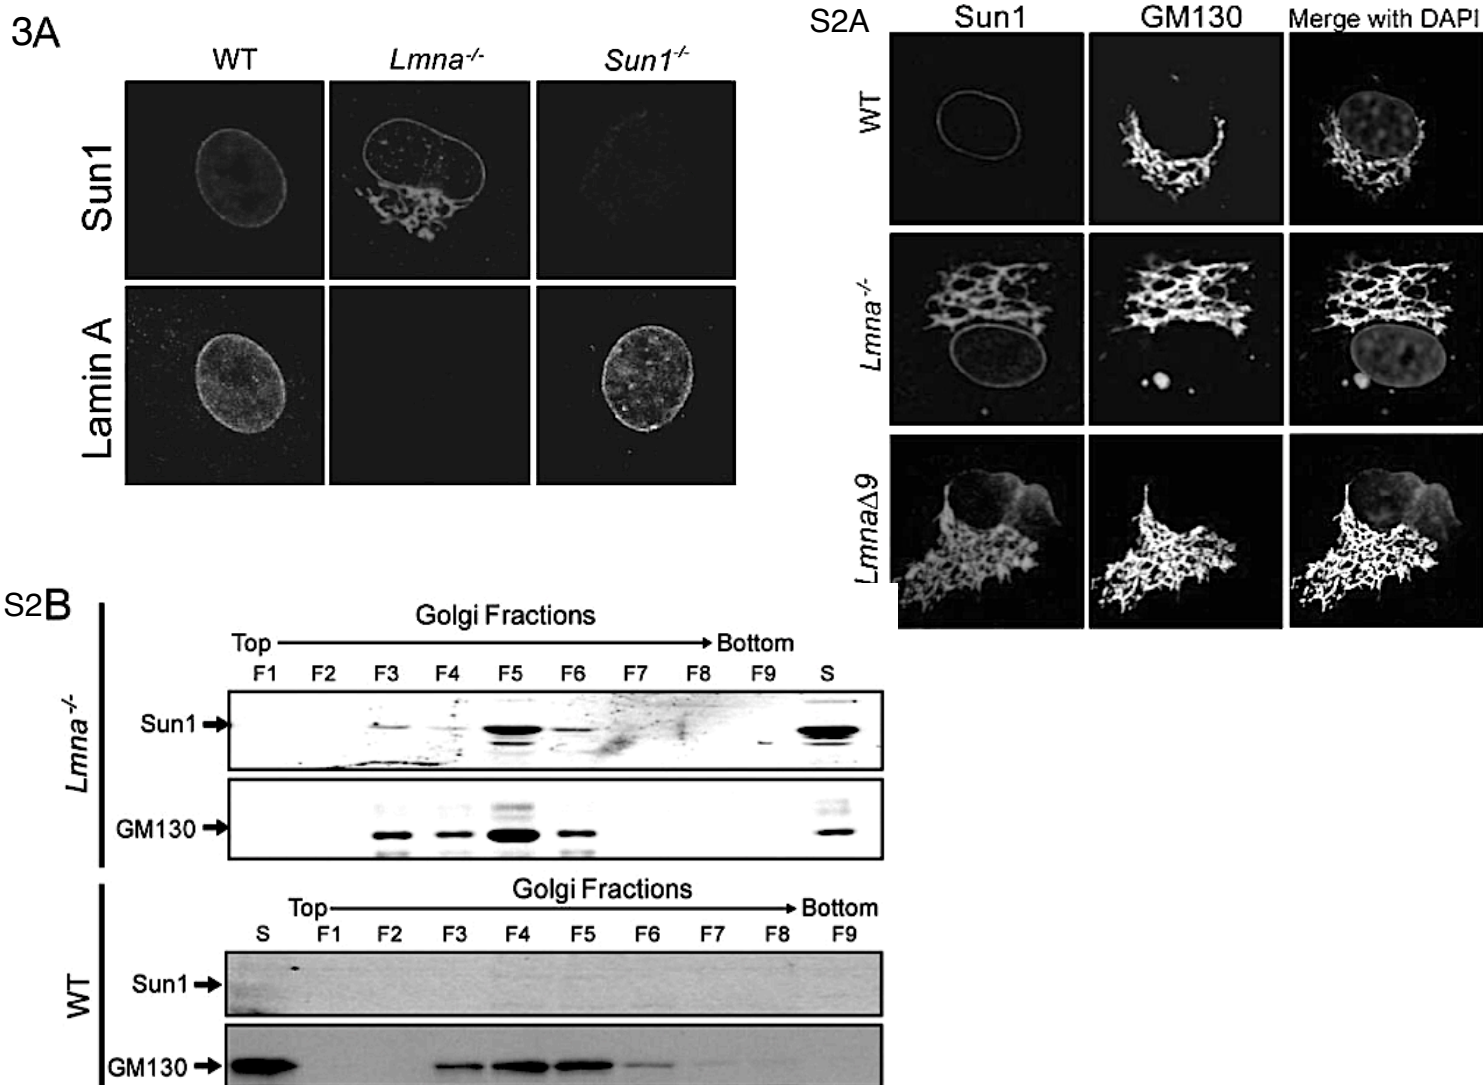 3A
WT Lmna-/- Sun1-/-
Sun1
Lamin A
S2A
Sun1 GM130 Merge with DAPI
WT
Lmna-/-
LmnaΔ9
S2B
Lmna-/-
Golgi Fractions
Top Bottom
F1 F2 F3 F4 F5 F6 F7 F8 F9 S
Sun1
GM130
WT
Golgi Fractions
Top Bottom
S F1 F2 F3 F4 F5 F6 F7 F8 F9
Sun1
GM130